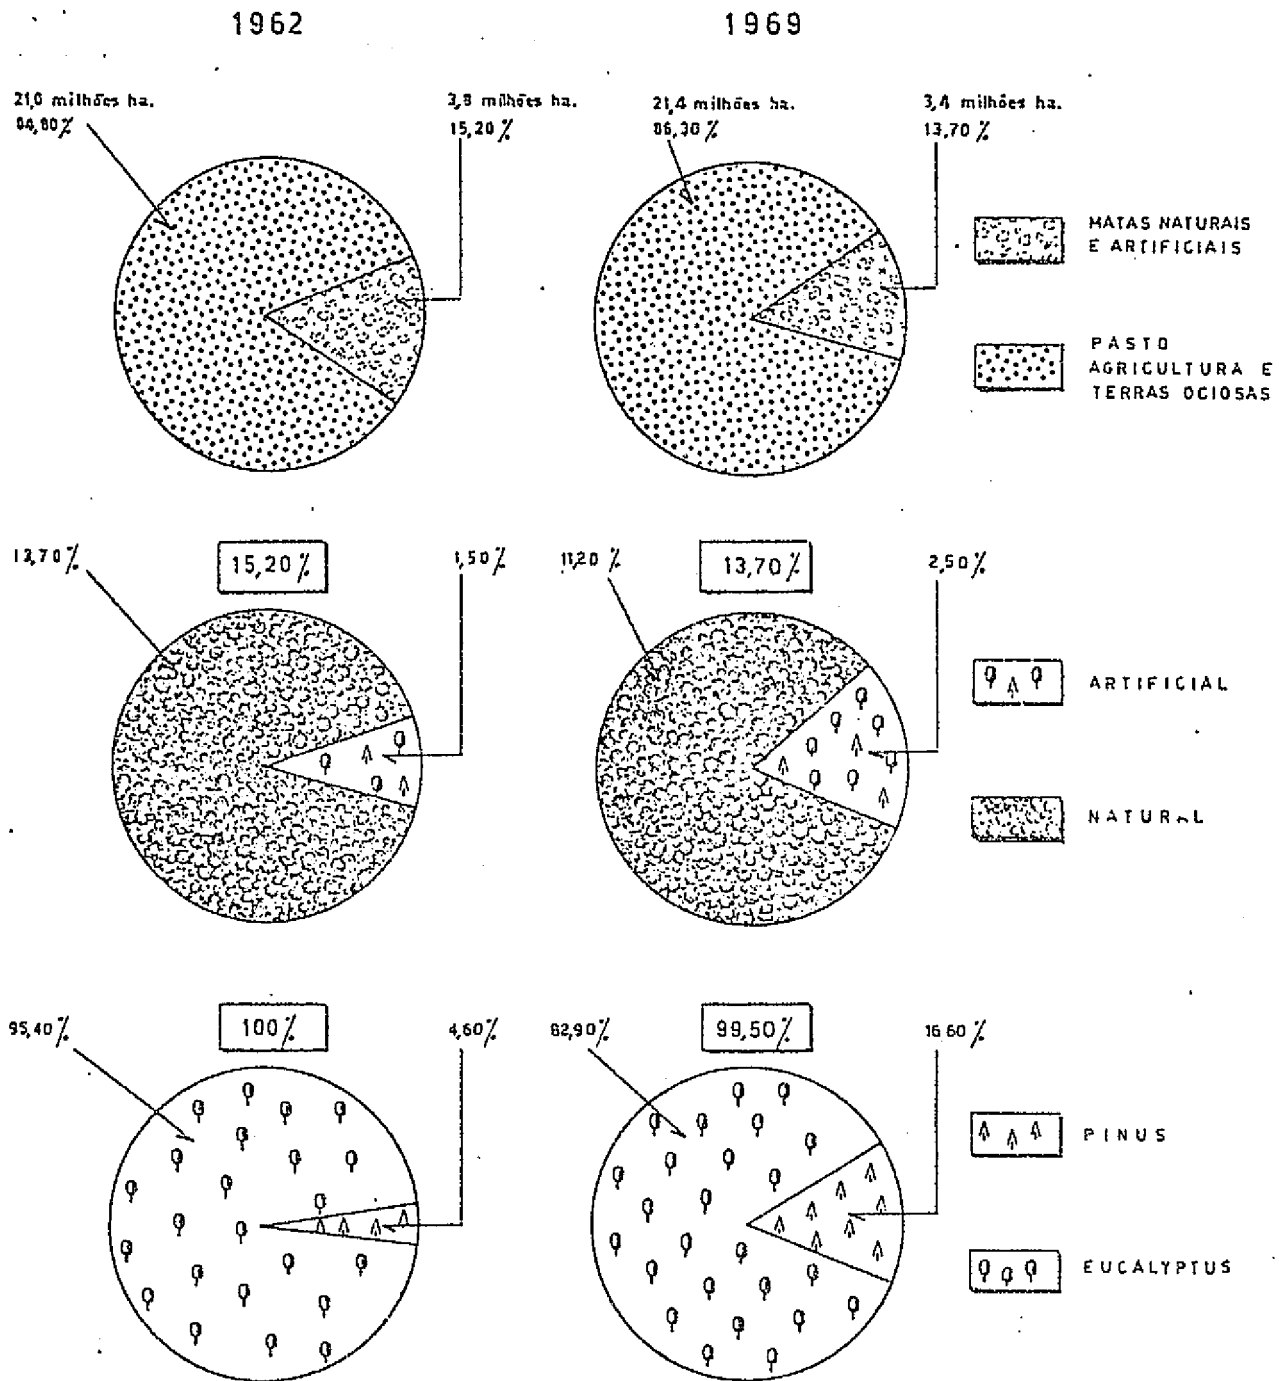 1962
1969
21,0 milhões ha.
84,80%
3,8 milhões ha.
15,20%
21,4 milhões ha.
86,30%
3,4 milhões ha.
13,70%
MATAS NATURAIS
E ARTIFICIAIS
PASTO
AGRICULTURA E
TERRAS OCIOSAS
13,70%
15,20%
1,50%
11,20%
13,70%
2,50%
ARTIFICIAL
NATURAL
95,40%
100%
4,60%
82,90%
99,50%
16 60%
PINUS
EUCALYPTUS